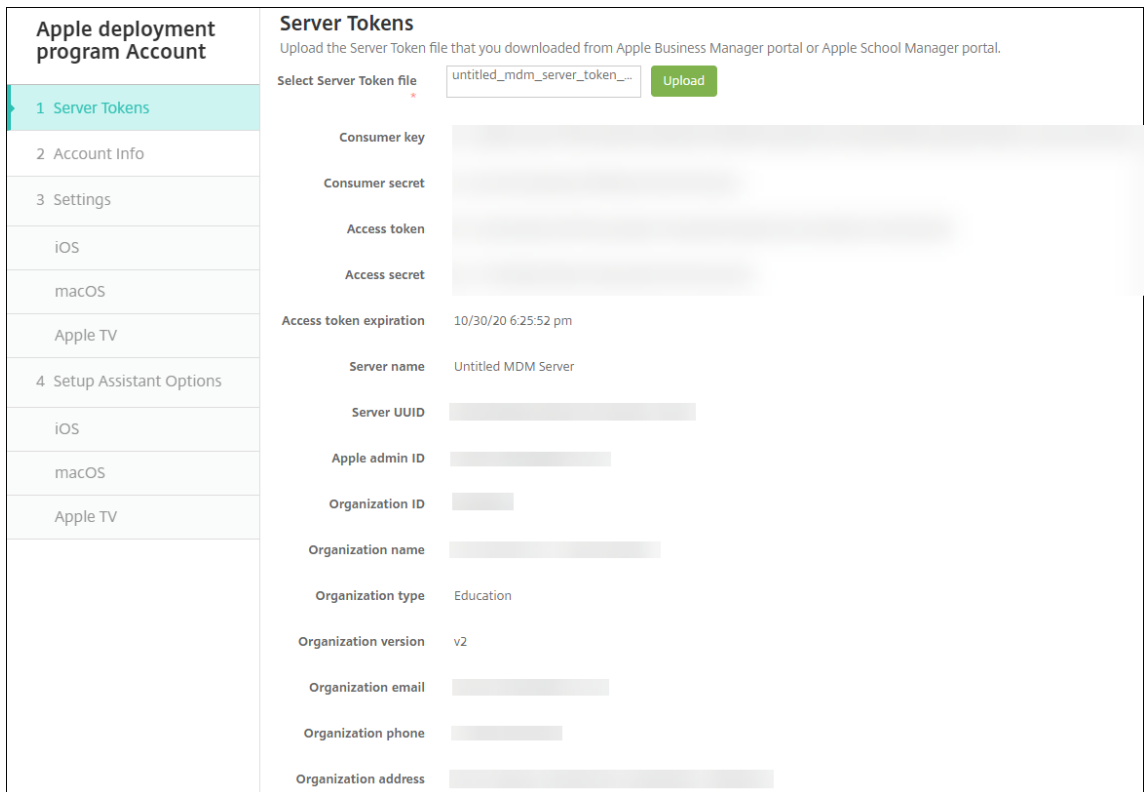 Apple deployment
program Account
1 Server Tokens
2 Account Info
3 Settings
iOS
macOS
Apple TV
4 Setup Assistant Options
iOS
macOS
Apple TV
Server Tokens
Upload the Server Token file that you downloaded from Apple Business Manager portal or Apple School Manager portal.
Select Server Token file untitled_mdm_server_token_... Upload
*
Consumer key
Consumer secret
Access token
Access secret
Access token expiration 10/30/20 6:25:52 pm
Server name Untitled MDM Server
Server UUID
Apple admin ID
Organization ID
Organization name
Organization type Education
Organization version v2
Organization email
Organization phone
Organization address